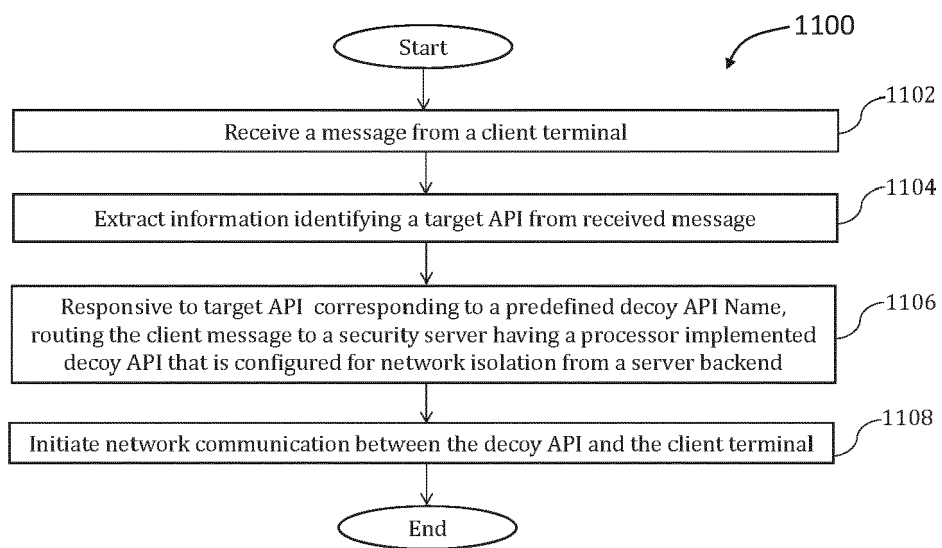 1100
Start
1102
Receive a message from a client terminal
1104
Extract information identifying a target API from received message
1106
Responsive to target API corresponding to a predefined decoy API Name,
routing the client message to a security server having a processor implemented
decoy API that is configured for network isolation from a server backend
1108
Initiate network communication between the decoy API and the client terminal
End